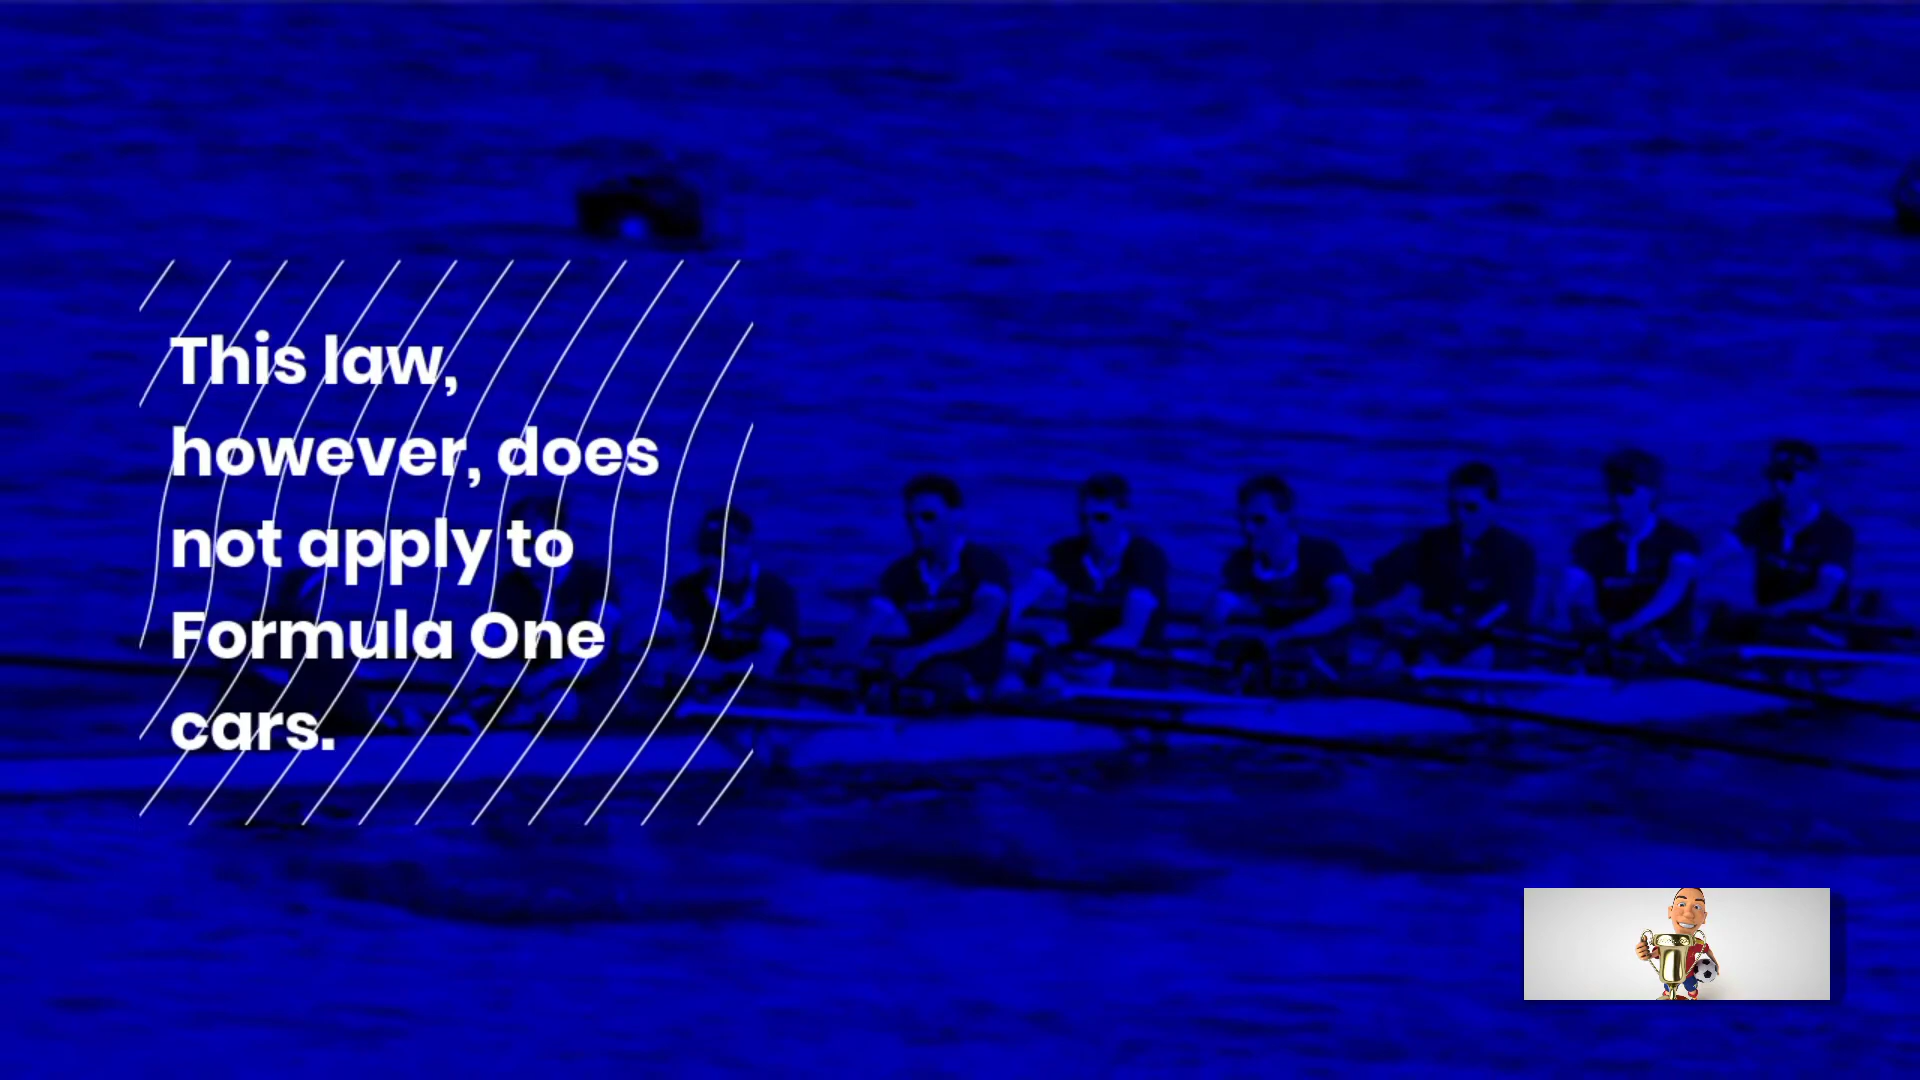 This law,
however, does
not apply to
Formula One
cars.